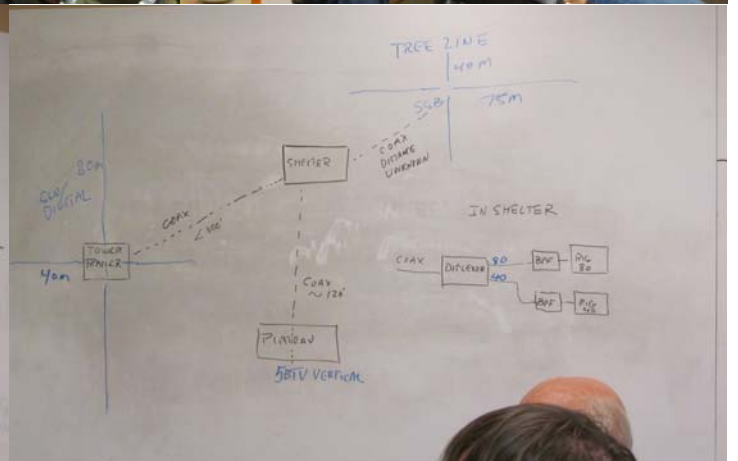 TREE LINE
40M
SSB
75M
SHELTER
COAX
DISTANCE
UNKNOWN
80m
CW/
DIGITAL
COAX
< 100'
TOWER
TRAILER
40m
COAX
~ 120'
5BTV VERTICAL
IN SHELTER
COAX
DIPLEXER
80
BPF
RIG
80
40
BPF
RIG
40